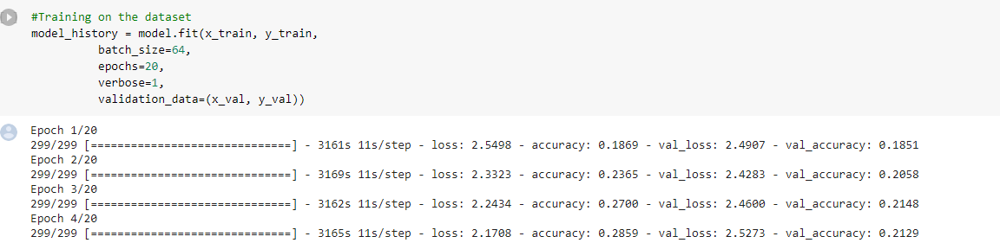 #Training on the dataset
model_history = model.fit(x_train, y_train,
batch_size=64,
epochs=20,
verbose=1,
validation_data=(x_val, y_val))
Epoch 1/20
299/299 [==============================] - 3161s 11s/step - loss: 2.5498 - accuracy: 0.1869 - val_loss: 2.4907 - val_accuracy: 0.1851
Epoch 2/20
299/299 [==============================] - 3169s 11s/step - loss: 2.3323 - accuracy: 0.2365 - val_loss: 2.4283 - val_accuracy: 0.2058
Epoch 3/20
299/299 [==============================] - 3162s 11s/step - loss: 2.2434 - accuracy: 0.2700 - val_loss: 2.4600 - val_accuracy: 0.2148
Epoch 4/20
299/299 [==============================] - 3165s 11s/step - loss: 2.1708 - accuracy: 0.2859 - val_loss: 2.5273 - val_accuracy: 0.2129